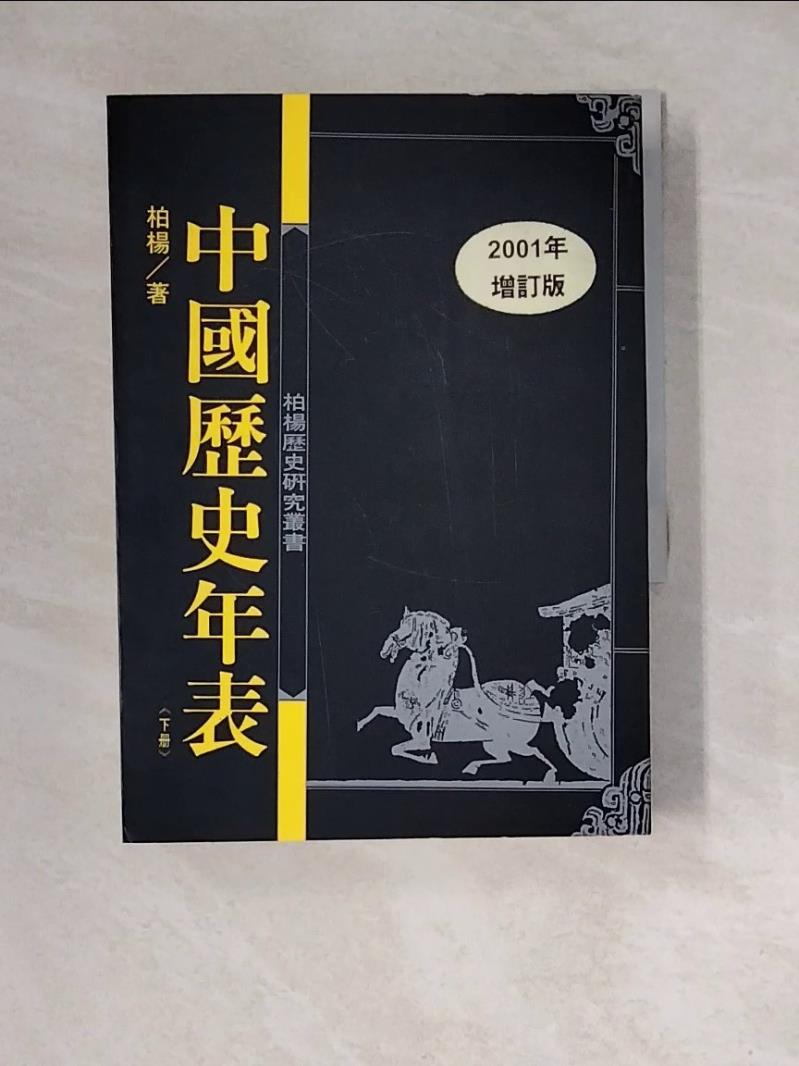 柏楊／著
中國歷史年表
〈下冊〉
柏楊歷史研究叢書
2001年
增訂版